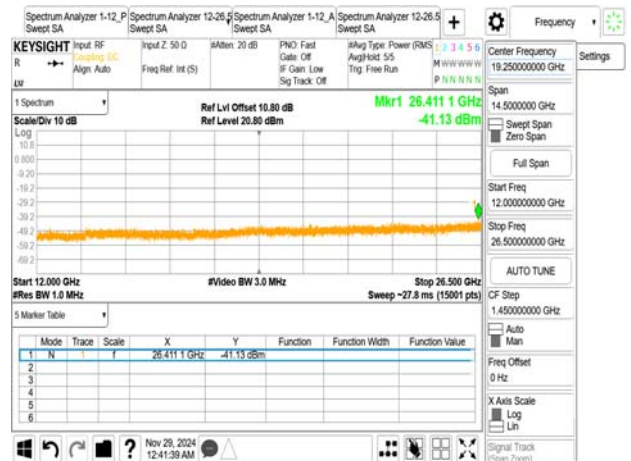 Spectrum Analyzer 1-12_P Spectrum Analyzer 12-26.5 Spectrum Analyzer 1-12_A Spectrum Analyzer 12-26.5
Swept SA Swept SA Swept SA Swept SA
+
Frequency
Settings
KEYSIGHT Input: RF Input Z: 50 Ω #Atten: 20 dB PNO: Fast #Avg Type: Power (RMS 1 2 3 4 5 6
R Coupling: DC Gate: Off Avg|Hold: 5/5 M W W W W W
Align: Auto Freq Ref: Int (S) IF Gain: Low Trig: Free Run
Sig Track: Off P N N N N N
LXI
1 Spectrum Ref Lvl Offset 10.80 dB Mkr1 26.411 1 GHz
Scale/Div 10 dB Ref Level 20.80 dBm -41.13 dBm
Log
10.8
0.800
-9.20
-19.2
-29.2
-39.2
-49.2
-59.2
-69.2
1
Start 12.000 GHz #Video BW 3.0 MHz Stop 26.500 GHz
#Res BW 1.0 MHz Sweep ~27.8 ms (15001 pts)
5 Marker Table
Mode Trace Scale X Y Function Function Width Function Value
1 N 1 f 26.411 1 GHz -41.13 dBm
2
3
4
5
6
Center Frequency
19.250000000 GHz
Span
14.5000000 GHz
Swept Span
Zero Span
Full Span
Start Freq
12.000000000 GHz
Stop Freq
26.500000000 GHz
AUTO TUNE
CF Step
1.450000000 GHz
Auto
Man
Freq Offset
0 Hz
X Axis Scale
Log
Lin
Signal Track
(Span Zoom)
? Nov 29, 2024
12:41:39 AM